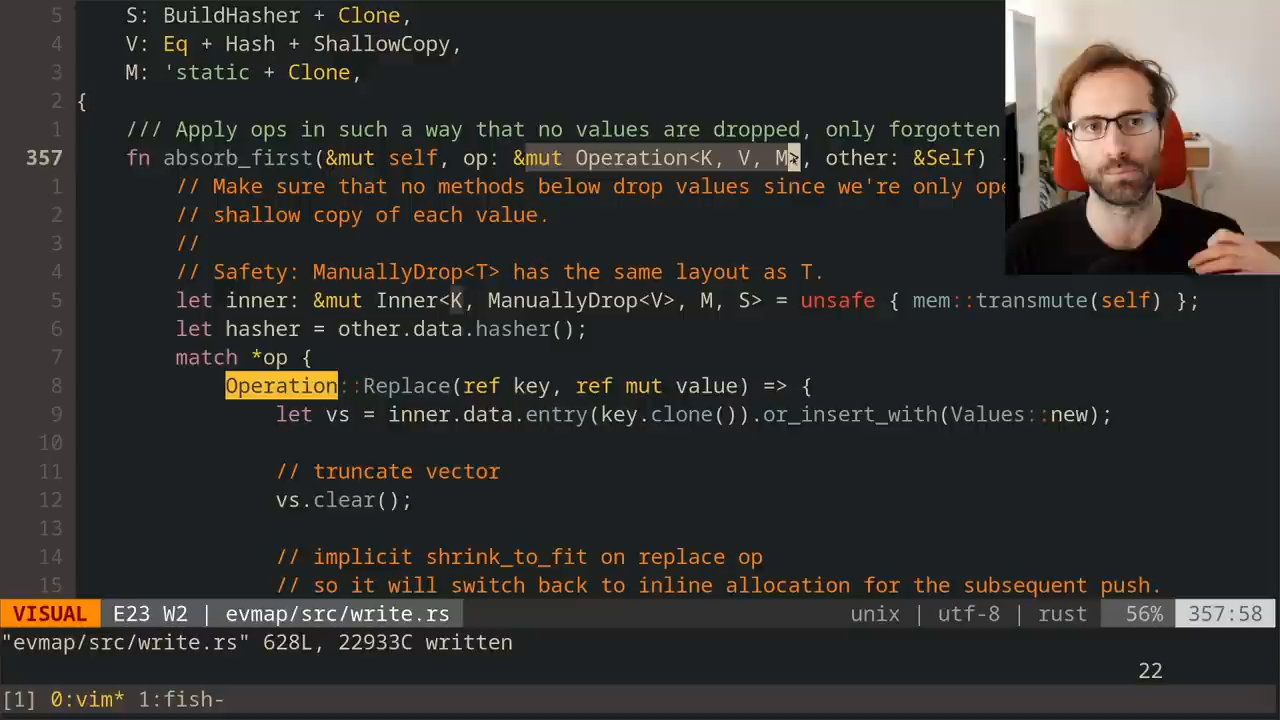 5     S: BuildHasher + Clone,
4     V: Eq + Hash + ShallowCopy,
3     M: 'static + Clone,
2 {
1     /// Apply ops in such a way that no values are dropped, only forgotten
357     fn absorb_first(&mut self, op: &mut Operation<K, V, M>, other: &Self)
1         // Make sure that no methods below drop values since we're only
2         // shallow copy of each value.
3         //
4         // Safety: ManuallyDrop<T> has the same layout as T.
5         let inner: &mut Inner<K, ManuallyDrop<V>, M, S> = unsafe { mem::transmute(self) };
6         let hasher = other.data.hasher();
7         match *op {
8             Operation::Replace(ref key, ref mut value) => {
9                 let vs = inner.data.entry(key.clone()).or_insert_with(Values::new);
10
11                 // truncate vector
12                 vs.clear();
13
14                 // implicit shrink_to_fit on replace op
15                 // so it will switch back to inline allocation for the subsequent push.
VISUAL E23 W2 | evmap/src/write.rs unix | utf-8 | rust 56% 357:58
"evmap/src/write.rs" 628L, 22933C written
22
[1] 0:vim* 1:fish-